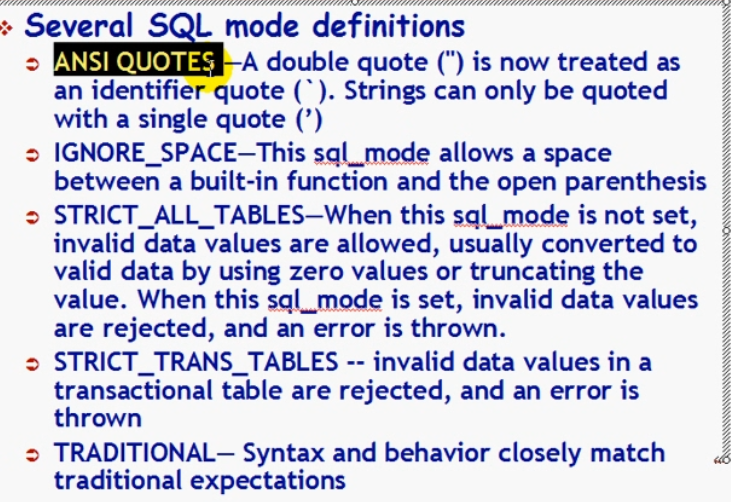 Several SQL mode definitions
ANSI QUOTES—A double quote (") is now treated as
an identifier quote (`). Strings can only be quoted
with a single quote (’)
IGNORE_SPACE—This sql_mode allows a space
between a built-in function and the open parenthesis
STRICT_ALL_TABLES—When this sql_mode is not set,
invalid data values are allowed, usually converted to
valid data by using zero values or truncating the
value. When this sql_mode is set, invalid data values
are rejected, and an error is thrown.
STRICT_TRANS_TABLES -- invalid data values in a
transactional table are rejected, and an error is
thrown
TRADITIONAL— Syntax and behavior closely match
traditional expectations